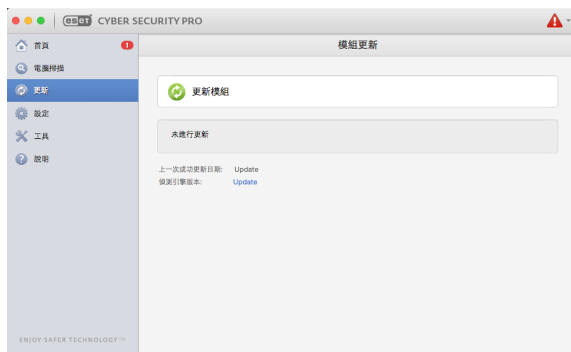 eset CYBER SECURITY PRO
首頁 1
模組更新
電腦掃描
更新
更新模組
設定
工具
未進行更新
說明
上一次成功更新日期: Update
偵測引擎版本: Update
ENJOY SAFER TECHNOLOGY™